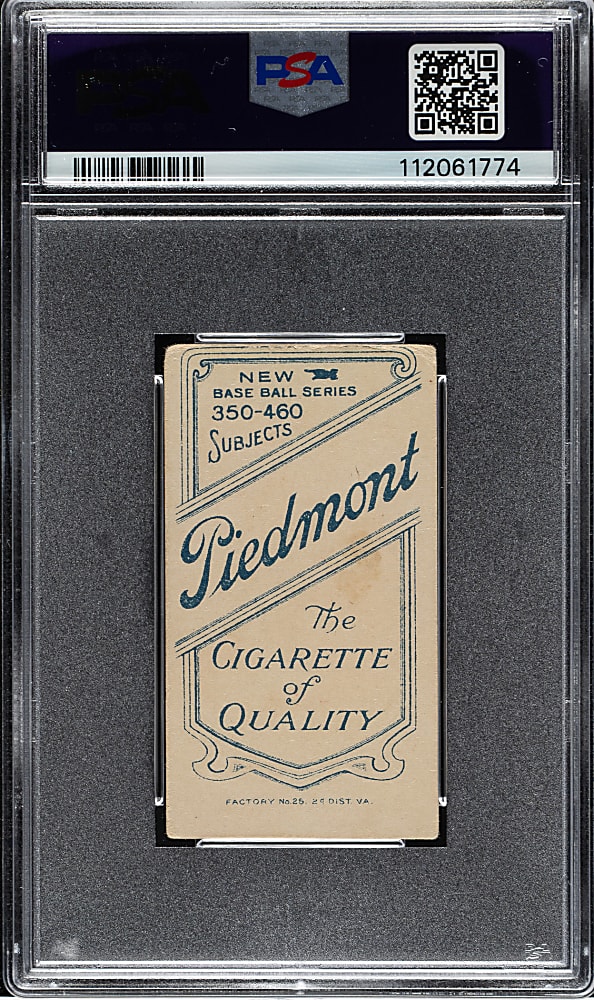 PSA
112061774
NEW
BASE BALL SERIES
350-460
SUBJECTS
Piedmont
The
CIGARETTE
of
QUALITY
FACTORY No.25. 2d DIST. VA.